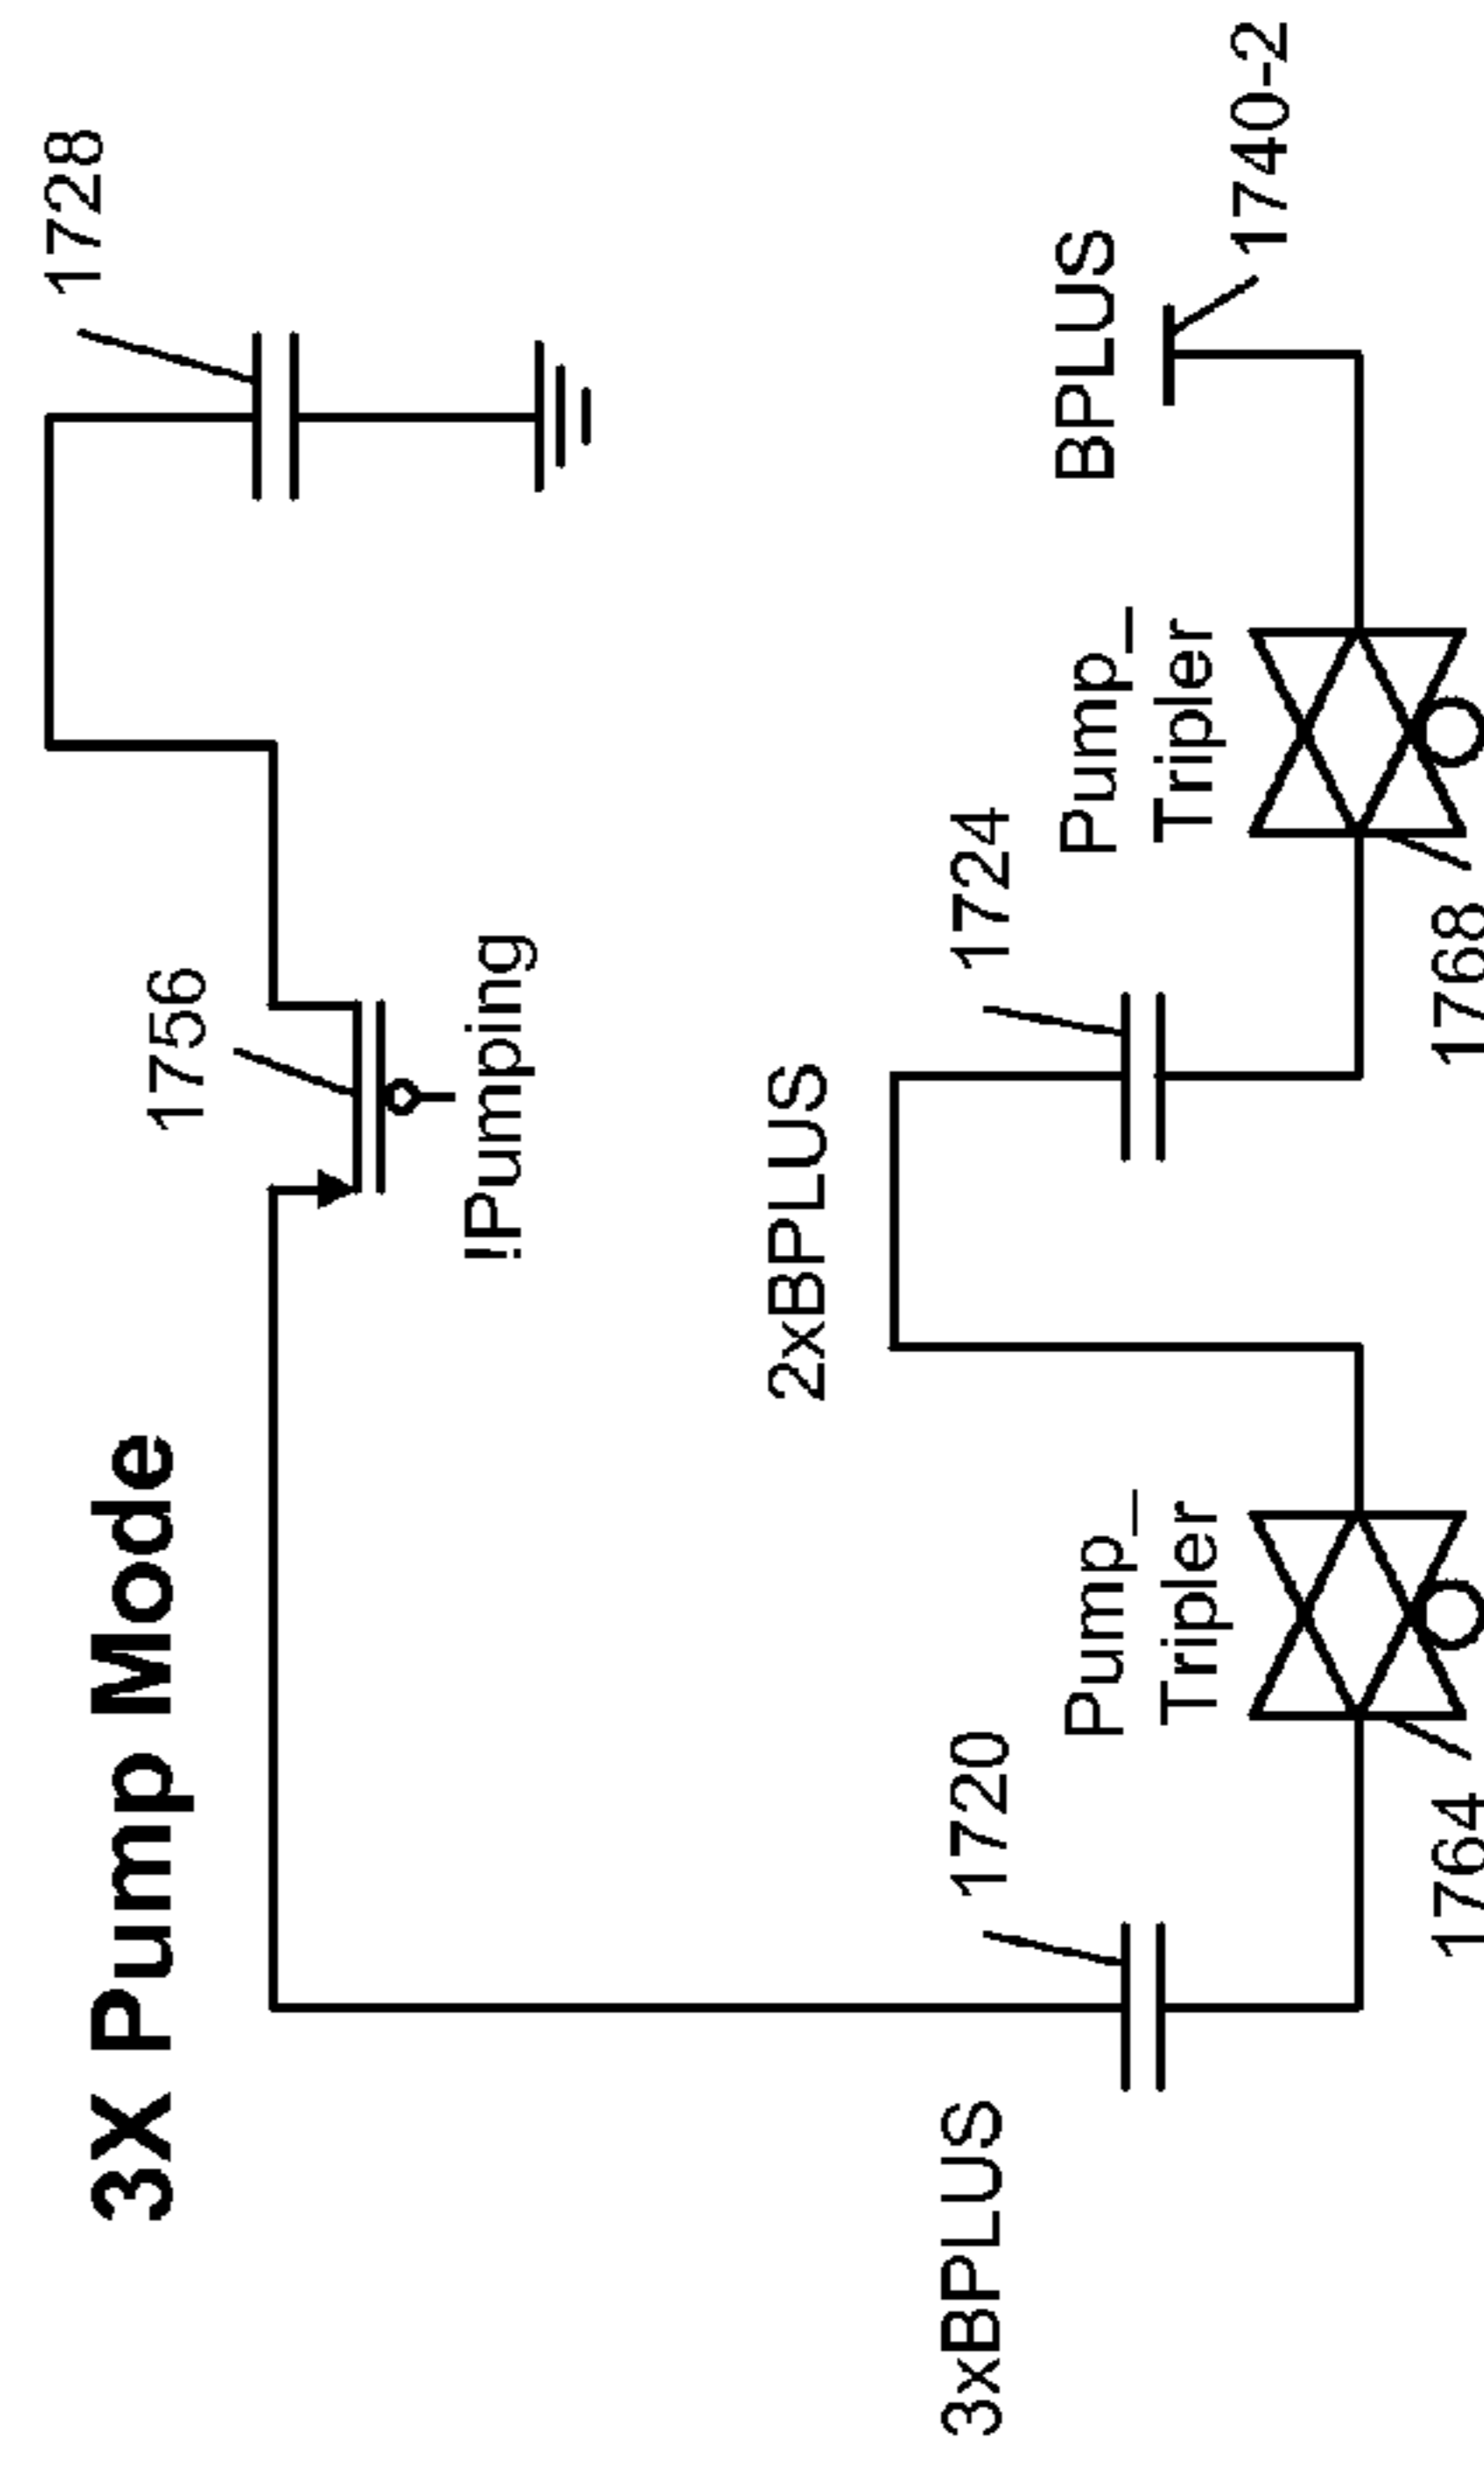 3X Pump Mode
1756
1728
!Pumping
2xBPLUS
3xBPLUS
1720
1724
BPLUS
Pump_
Tripler
Pump_
Tripler
1740-2
1764
1768